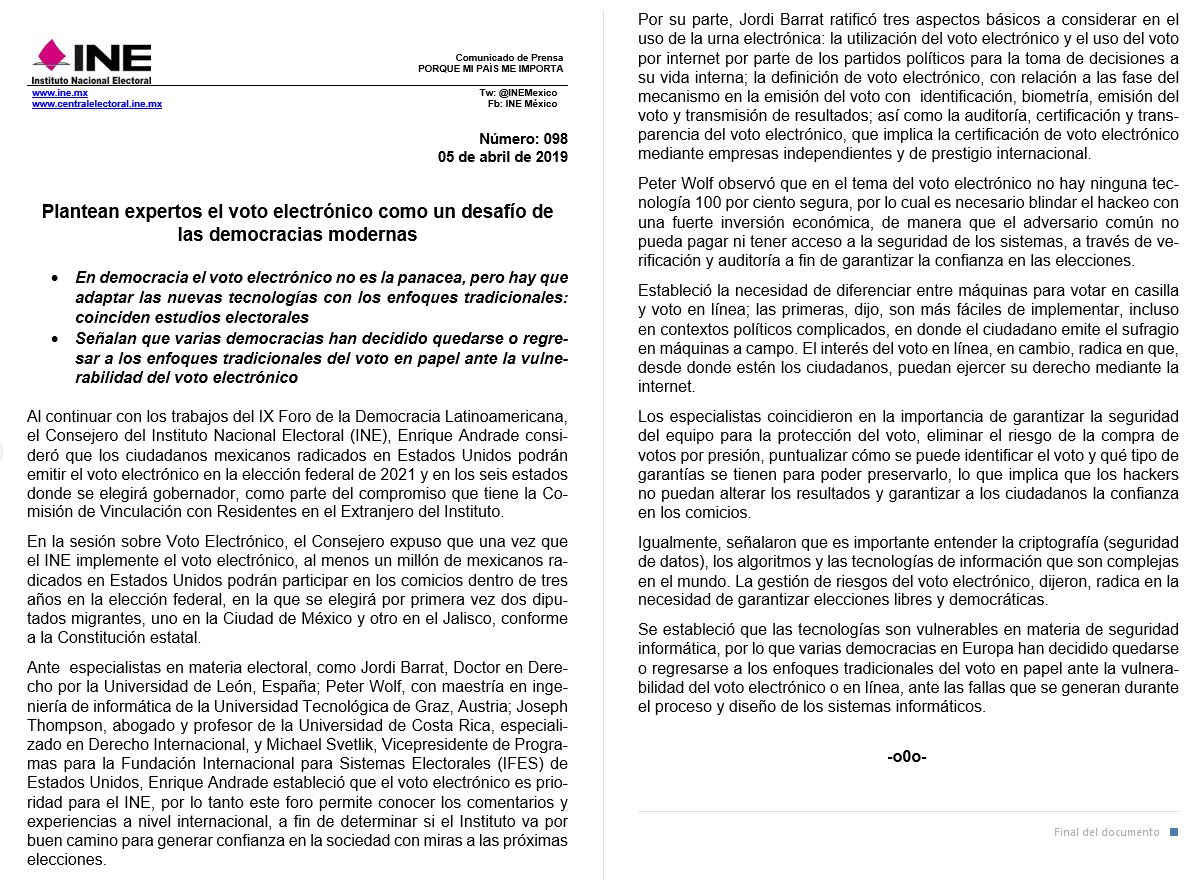 INE
Instituto Nacional Electoral
Comunicado de Prensa
PORQUE MI PAÍS ME IMPORTA
www.ine.mx
www.centralelectoral.ine.mx
Tw: @INEMexico
Fb: INE México
Número: 098
05 de abril de 2019
Plantean expertos el voto electrónico como un desafío de
las democracias modernas
• En democracia el voto electrónico no es la panacea, pero hay que
adaptar las nuevas tecnologías con los enfoques tradicionales:
coinciden estudios electorales
• Señalan que varias democracias han decidido quedarse o regre-
sar a los enfoques tradicionales del voto en papel ante la vulne-
rabilidad del voto electrónico
Al continuar con los trabajos del IX Foro de la Democracia Latinoamericana,
el Consejero del Instituto Nacional Electoral (INE), Enrique Andrade consi-
deró que los ciudadanos mexicanos radicados en Estados Unidos podrán
emitir el voto electrónico en la elección federal de 2021 y en los seis estados
donde se elegirá gobernador, como parte del compromiso que tiene la Co-
misión de Vinculación con Residentes en el Extranjero del Instituto.
En la sesión sobre Voto Electrónico, el Consejero expuso que una vez que
el INE implemente el voto electrónico, al menos un millón de mexicanos ra-
dicados en Estados Unidos podrán participar en los comicios dentro de tres
años en la elección federal, en la que se elegirá por primera vez dos dipu-
tados migrantes, uno en la Ciudad de México y otro en el Jalisco, conforme
a la Constitución estatal.
Ante  especialistas en materia electoral, como Jordi Barrat, Doctor en Dere-
cho por la Universidad de León, España; Peter Wolf, con maestría en inge-
niería de informática de la Universidad Tecnológica de Graz, Austria; Joseph
Thompson, abogado y profesor de la Universidad de Costa Rica, especiali-
zado en Derecho Internacional, y Michael Svetlik, Vicepresidente de Progra-
mas para la Fundación Internacional para Sistemas Electorales (IFES) de
Estados Unidos, Enrique Andrade estableció que el voto electrónico es prio-
ridad para el INE, por lo tanto este foro permite conocer los comentarios y
experiencias a nivel internacional, a fin de determinar si el Instituto va por
buen camino para generar confianza en la sociedad con miras a las próximas
elecciones.
Por su parte, Jordi Barrat ratificó tres aspectos básicos a considerar en el
uso de la urna electrónica: la utilización del voto electrónico y el uso del voto
por internet por parte de los partidos políticos para la toma de decisiones a
su vida interna; la definición de voto electrónico, con relación a las fase del
mecanismo en la emisión del voto con  identificación, biometría, emisión del
voto y transmisión de resultados; así como la auditoría, certificación y trans-
parencia del voto electrónico, que implica la certificación de voto electrónico
mediante empresas independientes y de prestigio internacional.
Peter Wolf observó que en el tema del voto electrónico no hay ninguna tec-
nología 100 por ciento segura, por lo cual es necesario blindar el hackeo con
una fuerte inversión económica, de manera que el adversario común no
pueda pagar ni tener acceso a la seguridad de los sistemas, a través de ve-
rificación y auditoría a fin de garantizar la confianza en las elecciones.
Estableció la necesidad de diferenciar entre máquinas para votar en casilla
y voto en línea; las primeras, dijo, son más fáciles de implementar, incluso
en contextos políticos complicados, en donde el ciudadano emite el sufragio
en máquinas a campo. El interés del voto en línea, en cambio, radica en que,
desde donde estén los ciudadanos, puedan ejercer su derecho mediante la
internet.
Los especialistas coincidieron en la importancia de garantizar la seguridad
del equipo para la protección del voto, eliminar el riesgo de la compra de
votos por presión, puntualizar cómo se puede identificar el voto y qué tipo de
garantías se tienen para poder preservarlo, lo que implica que los hackers
no puedan alterar los resultados y garantizar a los ciudadanos la confianza
en los comicios.
Igualmente, señalaron que es importante entender la criptografía (seguridad
de datos), los algoritmos y las tecnologías de información que son complejas
en el mundo. La gestión de riesgos del voto electrónico, dijeron, radica en la
necesidad de garantizar elecciones libres y democráticas.
Se estableció que las tecnologías son vulnerables en materia de seguridad
informática, por lo que varias democracias en Europa han decidido quedarse
o regresarse a los enfoques tradicionales del voto en papel ante la vulnera-
bilidad del voto electrónico o en línea, ante las fallas que se generan durante
el proceso y diseño de los sistemas informáticos.
-o0o-
Final del documento